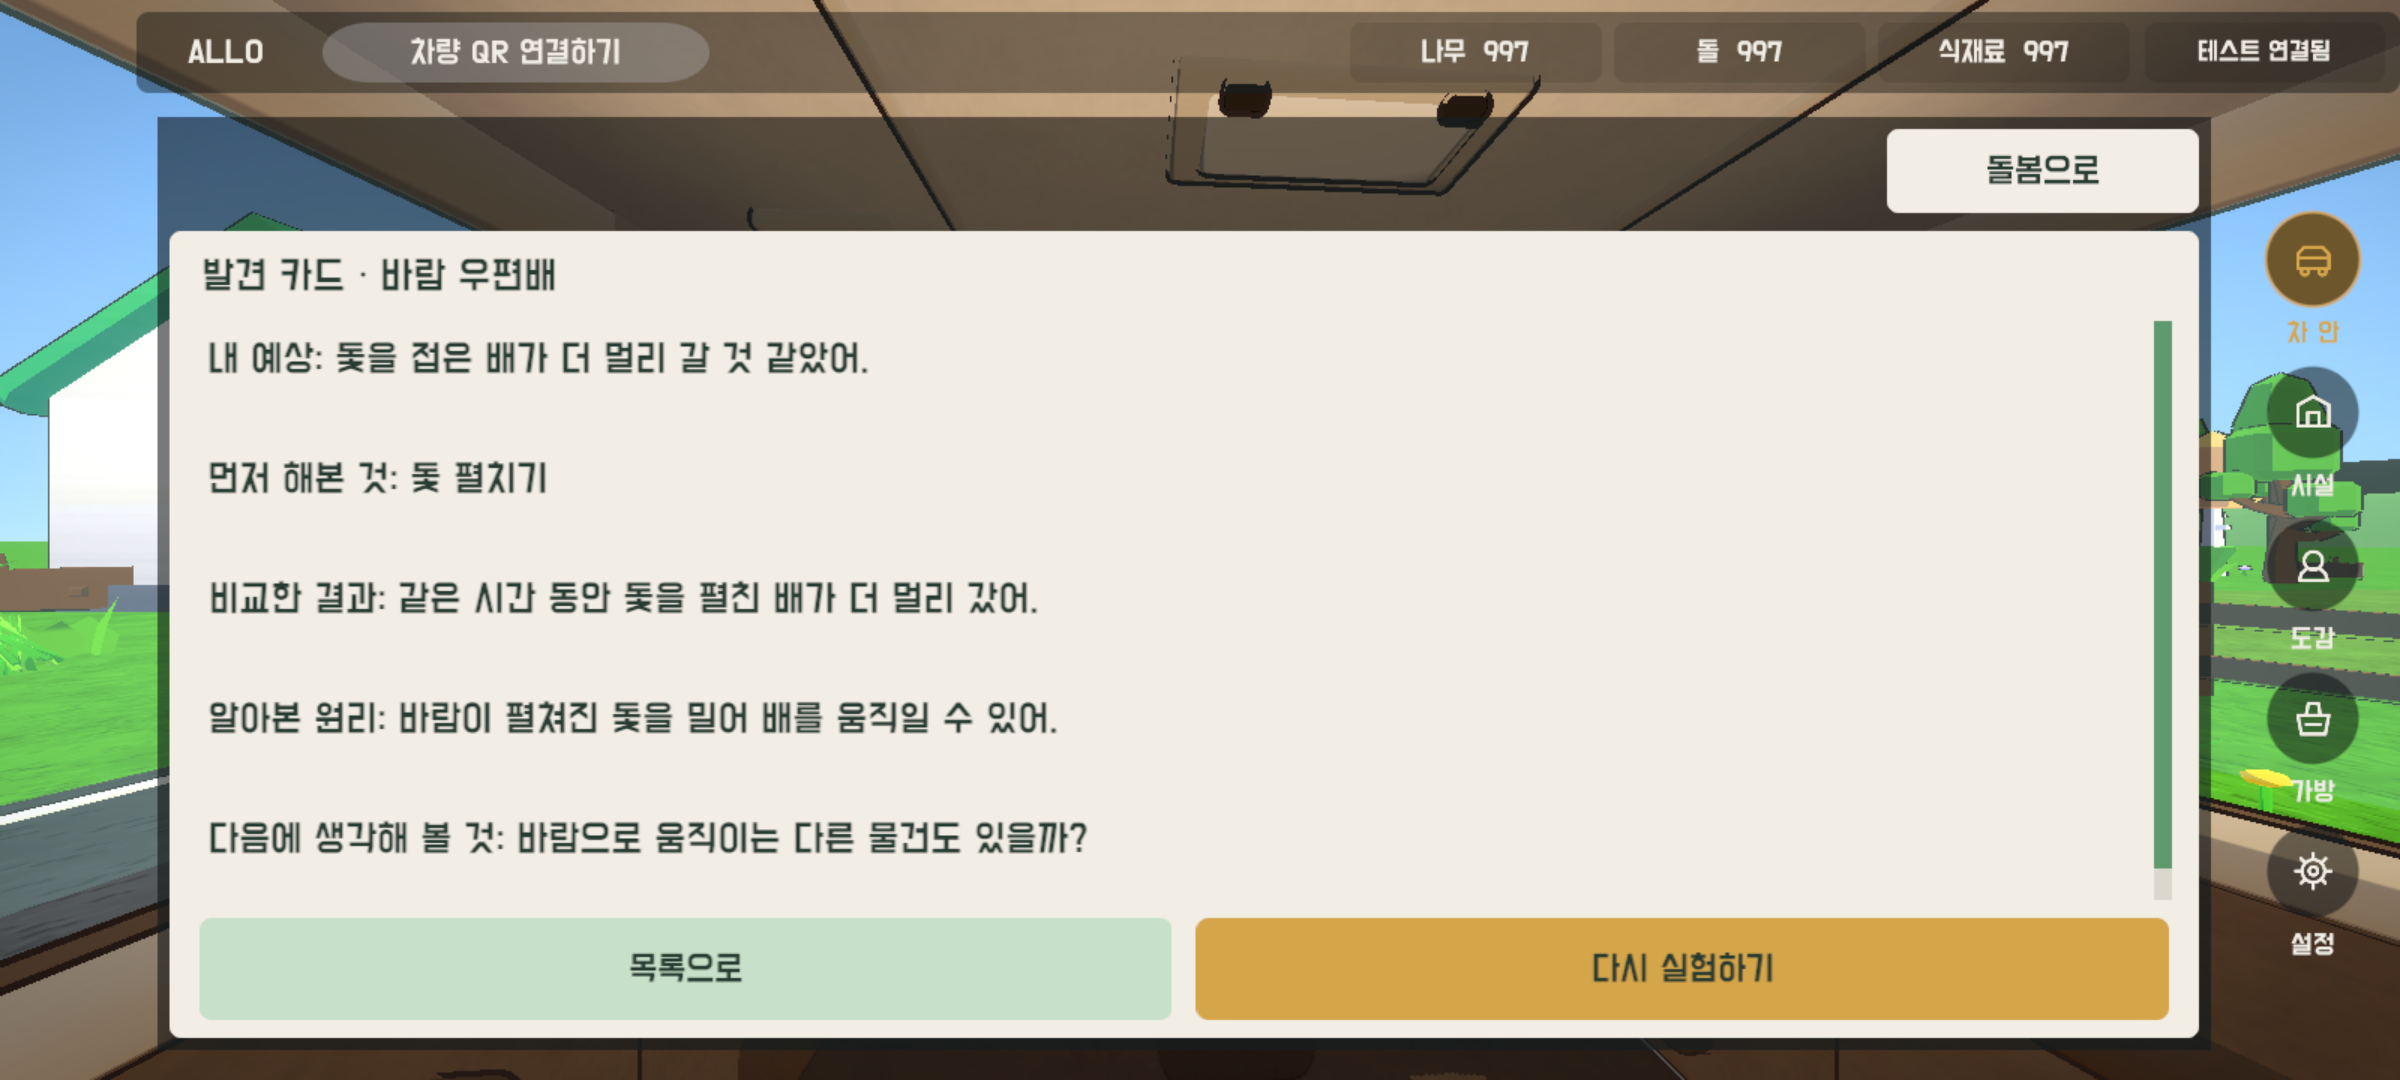 ALLO
차량 QR 연결하기
나무 997
돌 997
식재료 997
테스트 연결됨
돌봄으로
발견 카드 · 바람 우편배
내 예상: 돛을 접은 배가 더 멀리 갈 것 같았어.
먼저 해본 것: 돛 펼치기
비교한 결과: 같은 시간 동안 돛을 펼친 배가 더 멀리 갔어.
알아본 원리: 바람이 펼쳐진 돛을 밀어 배를 움직일 수 있어.
다음에 생각해 볼 것: 바람으로 움직이는 다른 물건도 있을까?
목록으로
다시 실험하기
차 안
시설
도감
가방
설정